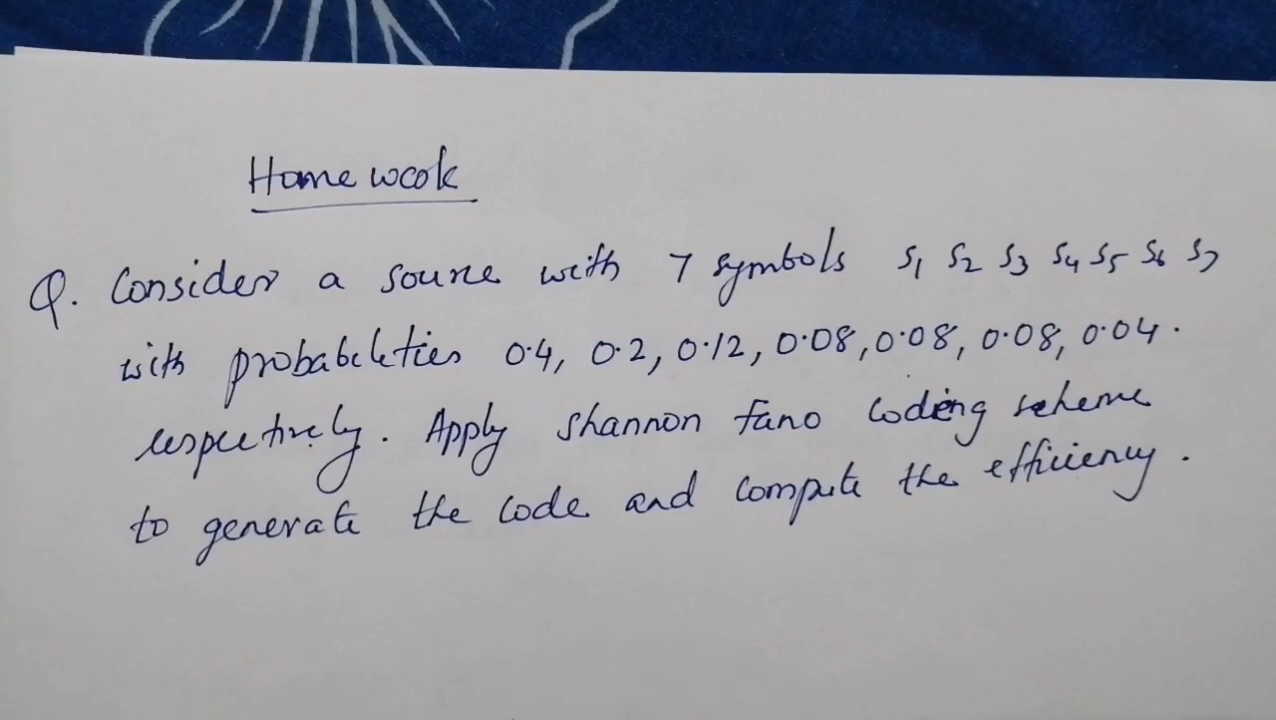 Home work
Q. Consider a source with 7 symbols S1 S2 S3 S4 S5 S6 S7
with probabilities 0.4, 0.2, 0.12, 0.08, 0.08, 0.08, 0.04.
respectively. Apply Shannon Fano Coding scheme
to generate the code and compute the efficiency.